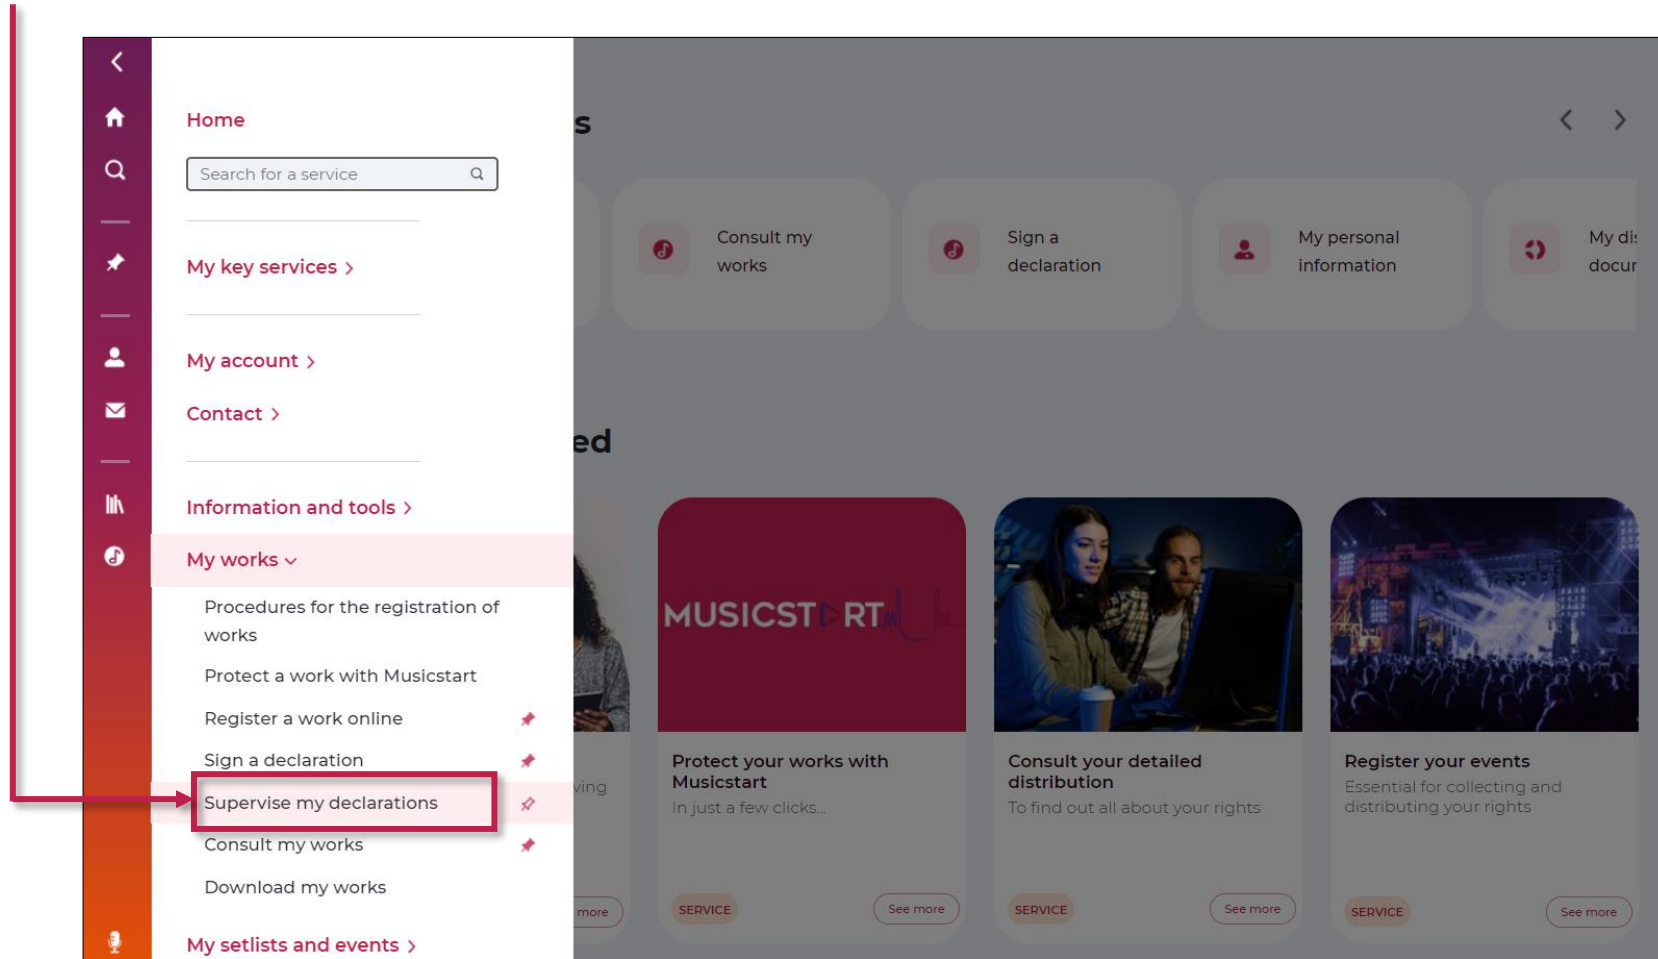 Home
Search for a service
My key services
My account
Contact
Information and tools
My works
Procedures for the registration of
works
Protect a work with Musicstart
Register a work online
Sign a declaration
Supervise my declarations
Consult my works
Download my works
My setlists and events
s
Consult my
works
Sign a
declaration
My personal
information
My dis
docur
ed
ving
more
MUSICSTART
Protect your works with
Musicstart
In just a few clicks...
SERVICE
See more
Consult your detailed
distribution
To find out all about your rights
SERVICE
See more
Register your events
Essential for collecting and
distributing your rights
SERVICE
See more